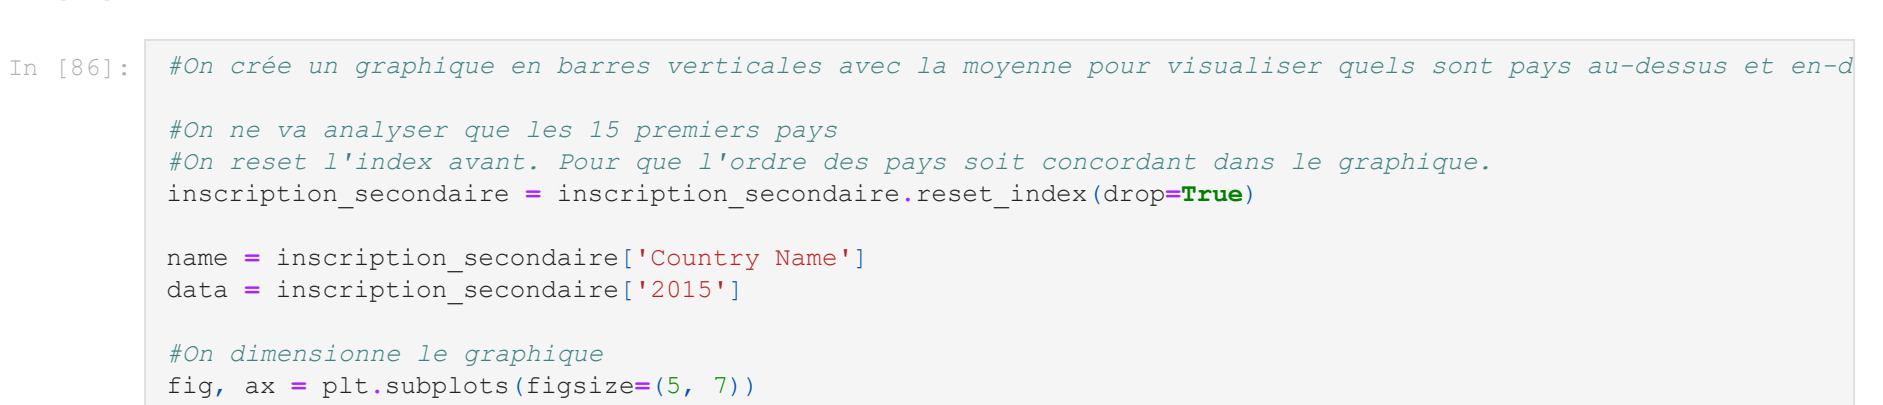 In [86]: #On crée un graphique en barres verticales avec la moyenne pour visualiser quels sont pays au-dessus et en-d
#On ne va analyser que les 15 premiers pays
#On reset l'index avant. Pour que l'ordre des pays soit concordant dans le graphique.
inscription_secondaire = inscription_secondaire.reset_index(drop=True)
name = inscription_secondaire['Country Name']
data = inscription_secondaire['2015']
#On dimensionne le graphique
fig, ax = plt.subplots(figsize=(5, 7))